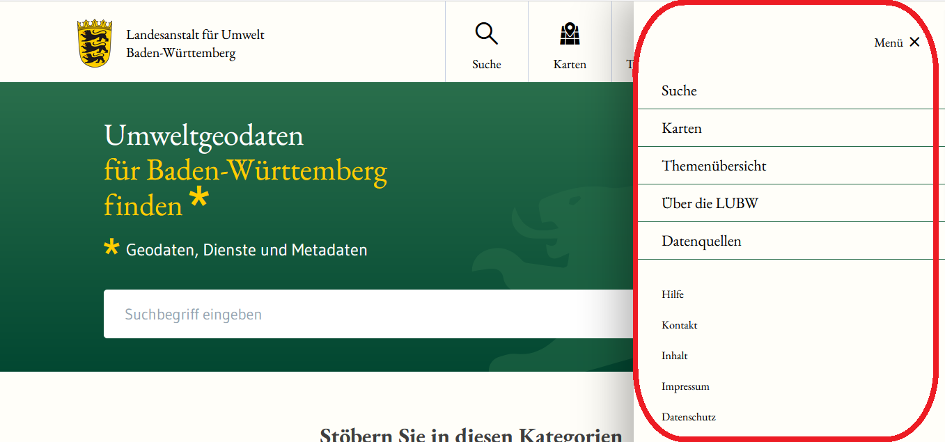 Landesanstalt für Umwelt
Baden-Württemberg
Suche
Karten
Menü
Umweltgeodaten
für Baden-Württemberg
finden *
* Geodaten, Dienste und Metadaten
Suchbegriff eingeben
Stöbern Sie in diesen Kategorien
Suche
Karten
Themenübersicht
Über die LUBW
Datenquellen
Hilfe
Kontakt
Inhalt
Impressum
Datenschutz